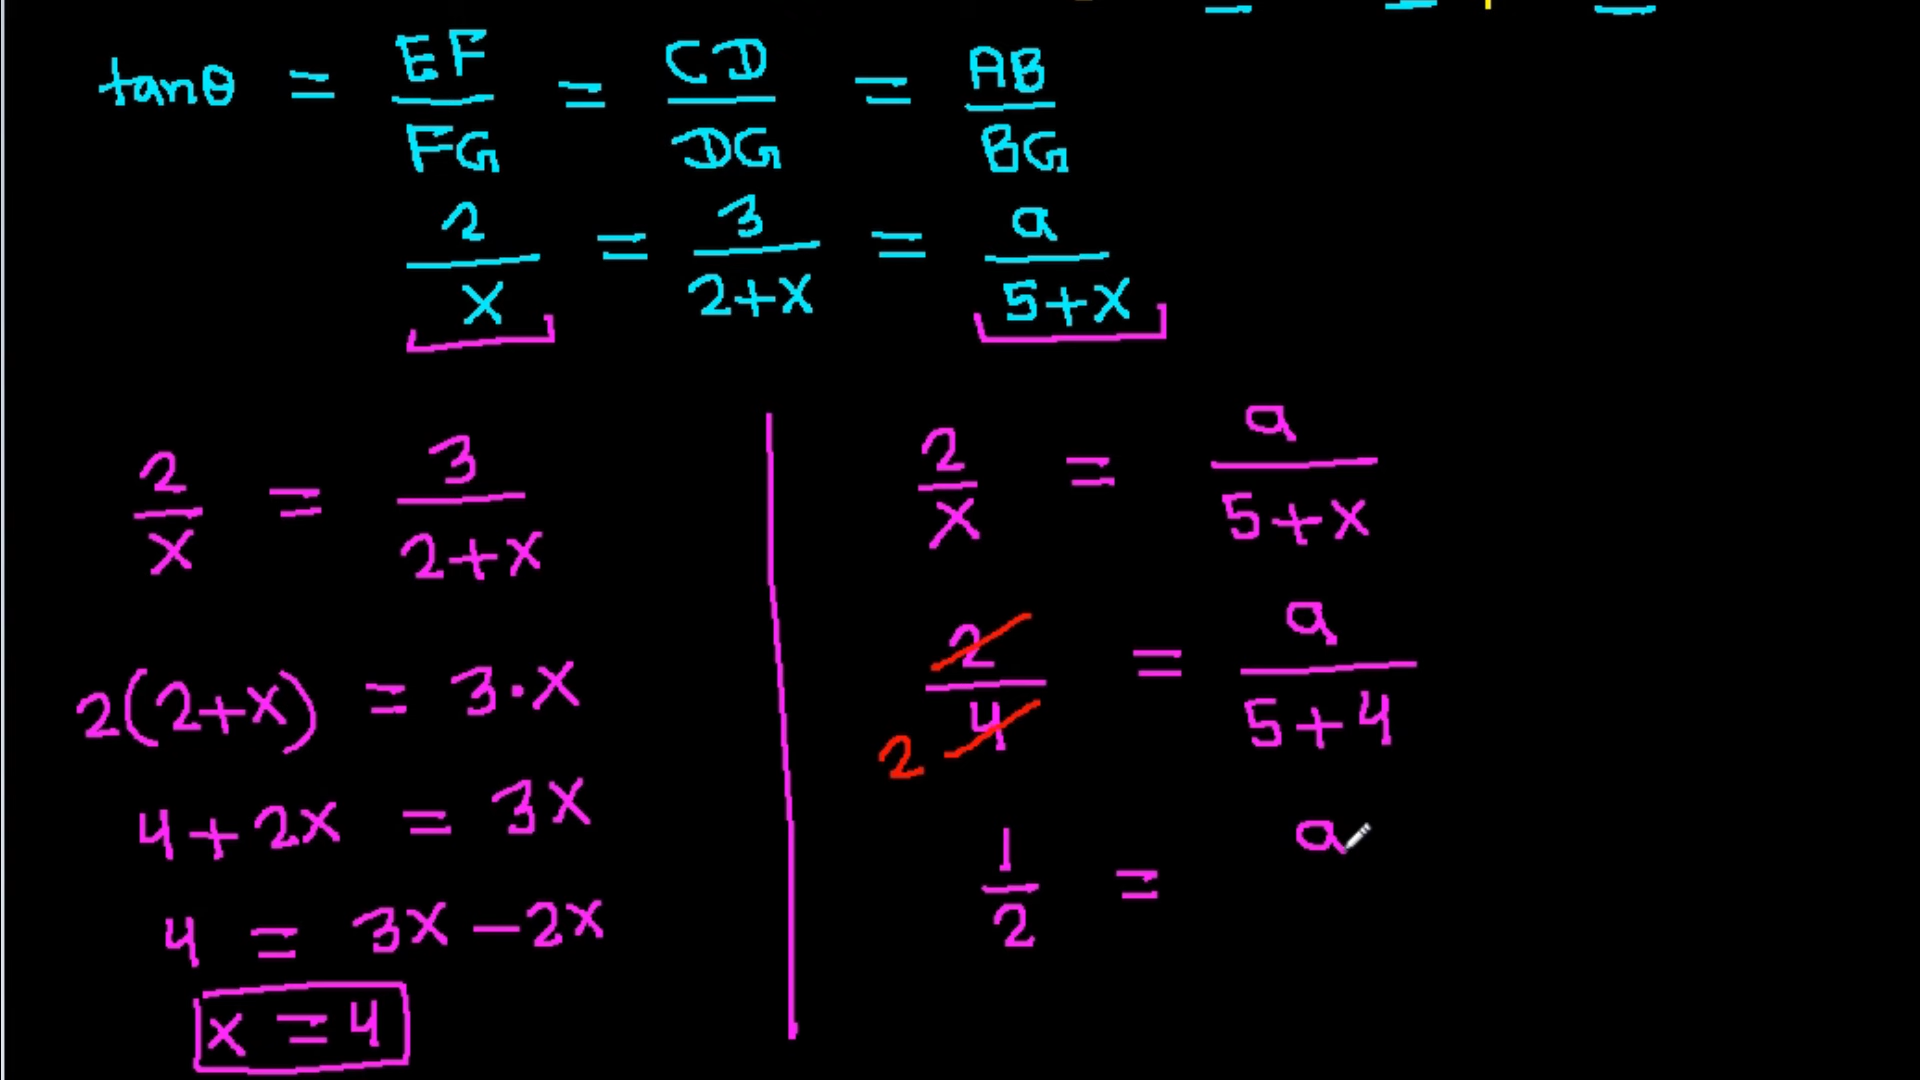 tanθ = EF/FG = CD/DG = AB/BG
2/x = 3/2+x = a/5+x
2/x = 3/2+x
2(2+x) = 3·x
4+2x = 3x
4 = 3x-2x
x = 4
2/x = a/5+x
2/4 = a/5+4
2
1/2 = a